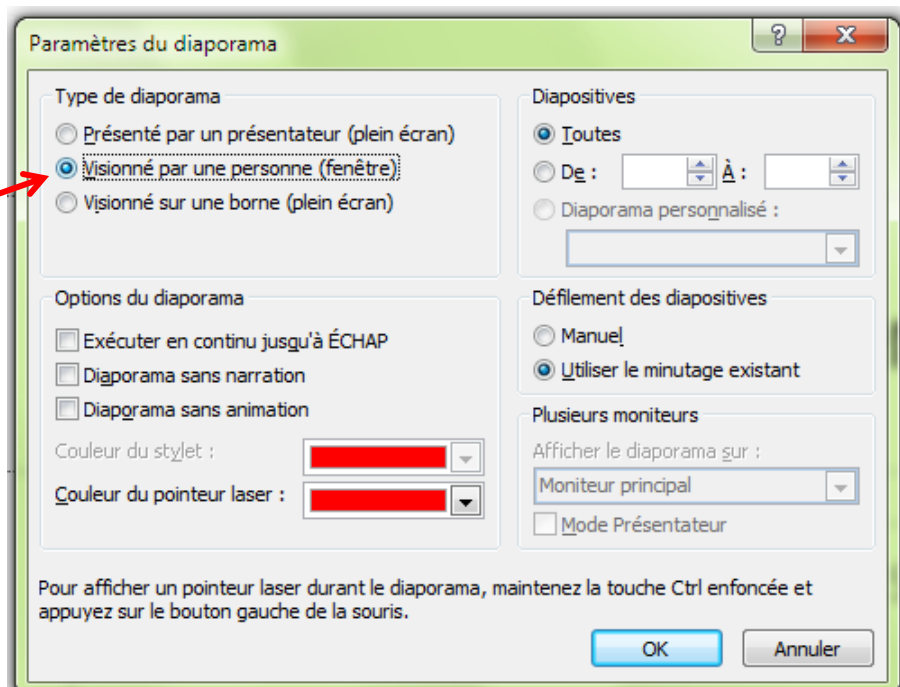 Paramètres du diaporama
?
X
Type de diaporama
Présenté par un présentateur (plein écran)
Visionné par une personne (fenêtre)
Visionné sur une borne (plein écran)
Diapositives
Toutes
De : À :
Diaporama personnalisé :
Options du diaporama
Exécuter en continu jusqu'à ÉCHAP
Diaporama sans narration
Diaporama sans animation
Couleur du stylet :
Couleur du pointeur laser :
Défilement des diapositives
Manuel
Utiliser le minutage existant
Plusieurs moniteurs
Afficher le diaporama sur :
Moniteur principal
Mode Présentateur
Pour afficher un pointeur laser durant le diaporama, maintenez la touche Ctrl enfoncée et
appuyez sur le bouton gauche de la souris.
OK
Annuler